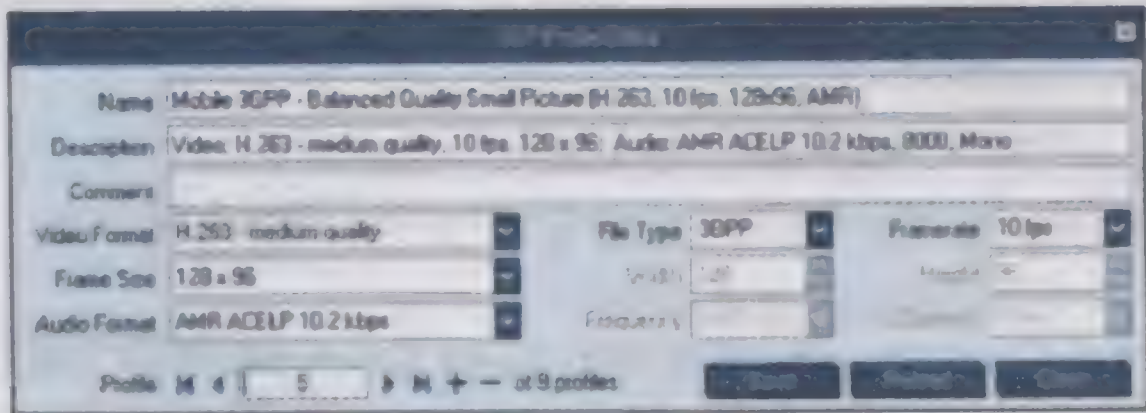 Name Mobile 3GPP - Balanced Quality Small Picture (H.263, 10 fps, 128x96, AMR)
Description Video: H.263 - medium quality, 10 fps, 128 x 96; Audio: AMR ACELP 10.2 kbps, 8000, Mono
Comment
Video Format H.263 - medium quality File Type 3GPP Framerate 10 fps
Frame Size 128 x 96 Width
Audio Format AMR ACELP 10.2 kbps Frequency
Profile 5 of 9 profiles